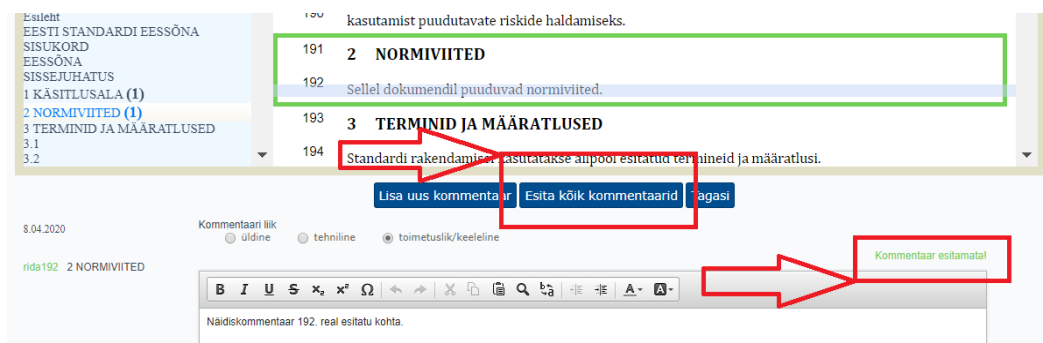 Esileht
EESTI STANDARDI EESSÕNA
SISUKORD
EESSÕNA
SISSEJUHATUS
1 KÄSITLUSALA (1)
2 NORMIVIITED (1)
3 TERMINID JA MÄÄRATLUSED
3.1
3.2
190
kasutamist puudutavate riskide haldamiseks.
191 2 NORMIVIITED
192 Sellel dokumendil puuduvad normiviited.
193 3 TERMINID JA MÄÄRATLUSED
194 Standardi rakendamisel kasutatakse allpool esitatud termineid ja määratlusi.
Lisa uus kommentaar Esita kõik kommentaarid Tagasi
8.04.2020
Kommentaari liik
üldine tehniline toimetuslik/keeleline
Kommentaar esitamata!
rida192 2 NORMIVIITED
B I U S x₂ x² Ω
Näidiskommentaar 192. real esitatu kohta.